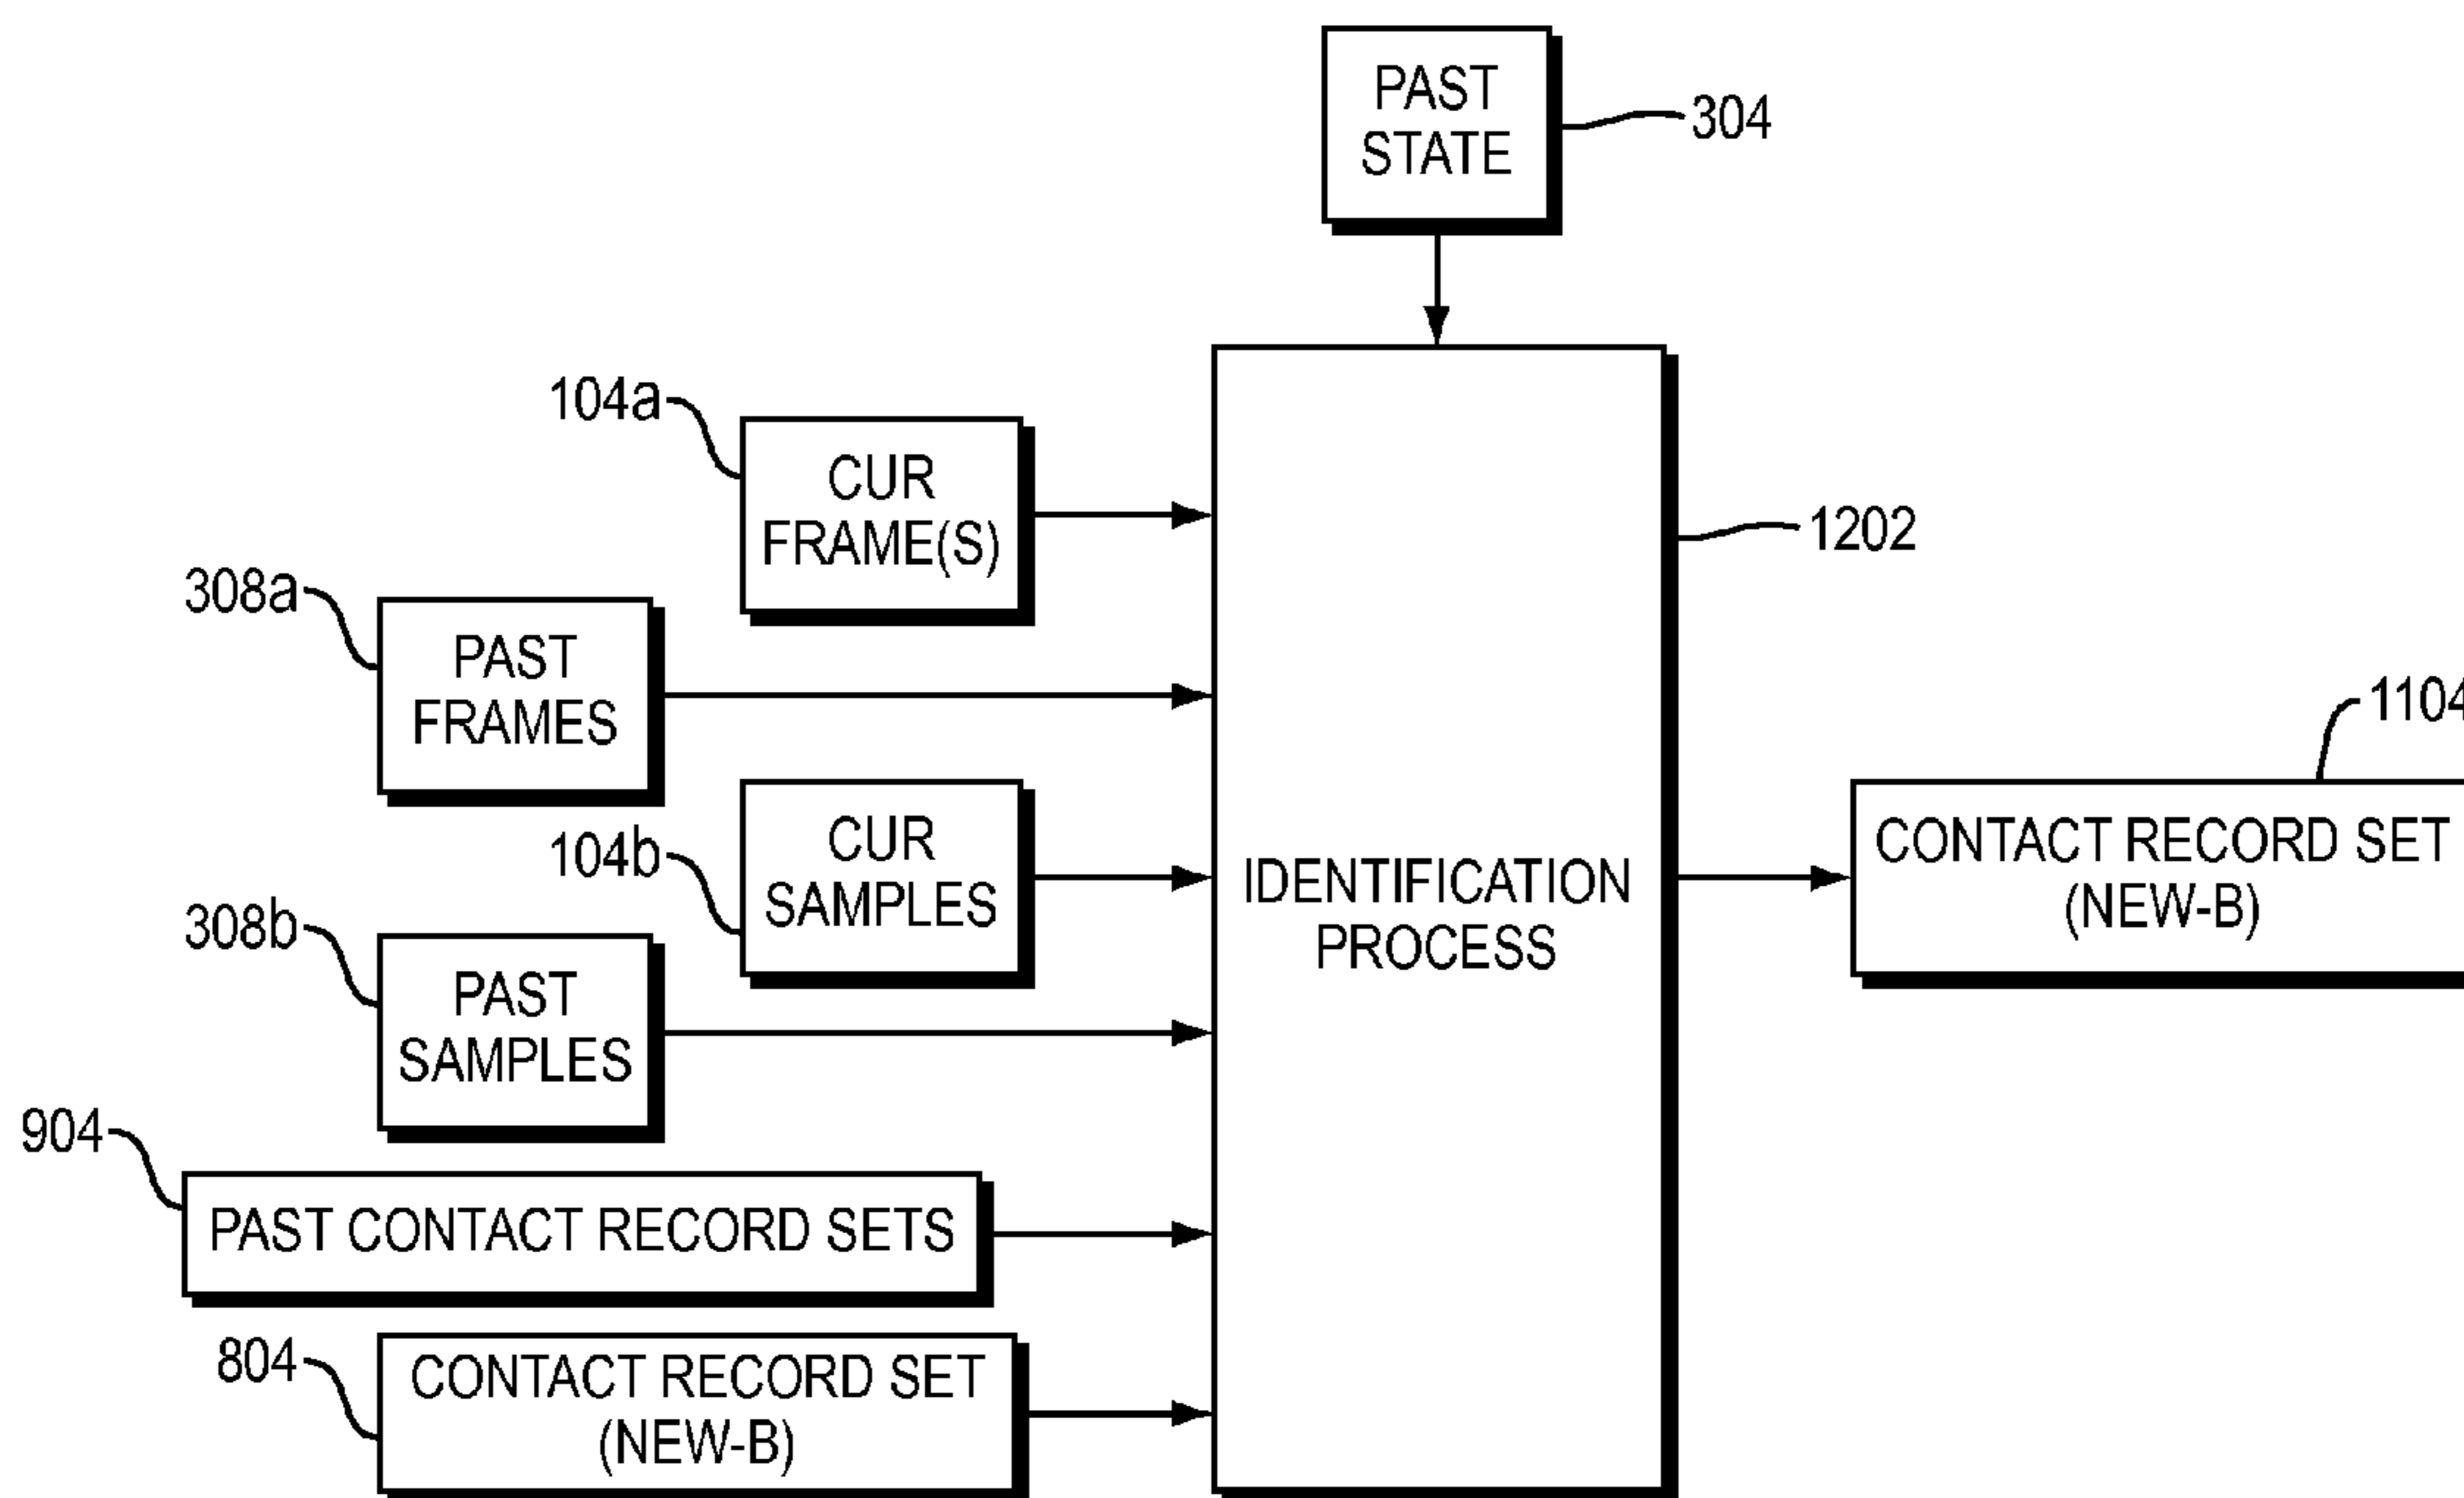 PAST
STATE
304
104a
CUR
FRAME(S)
1202
308a
PAST
FRAMES
1104
104b
CUR
SAMPLES
IDENTIFICATION
PROCESS
CONTACT RECORD SET
(NEW-B)
308b
PAST
SAMPLES
904
PAST CONTACT RECORD SETS
804
CONTACT RECORD SET
(NEW-B)